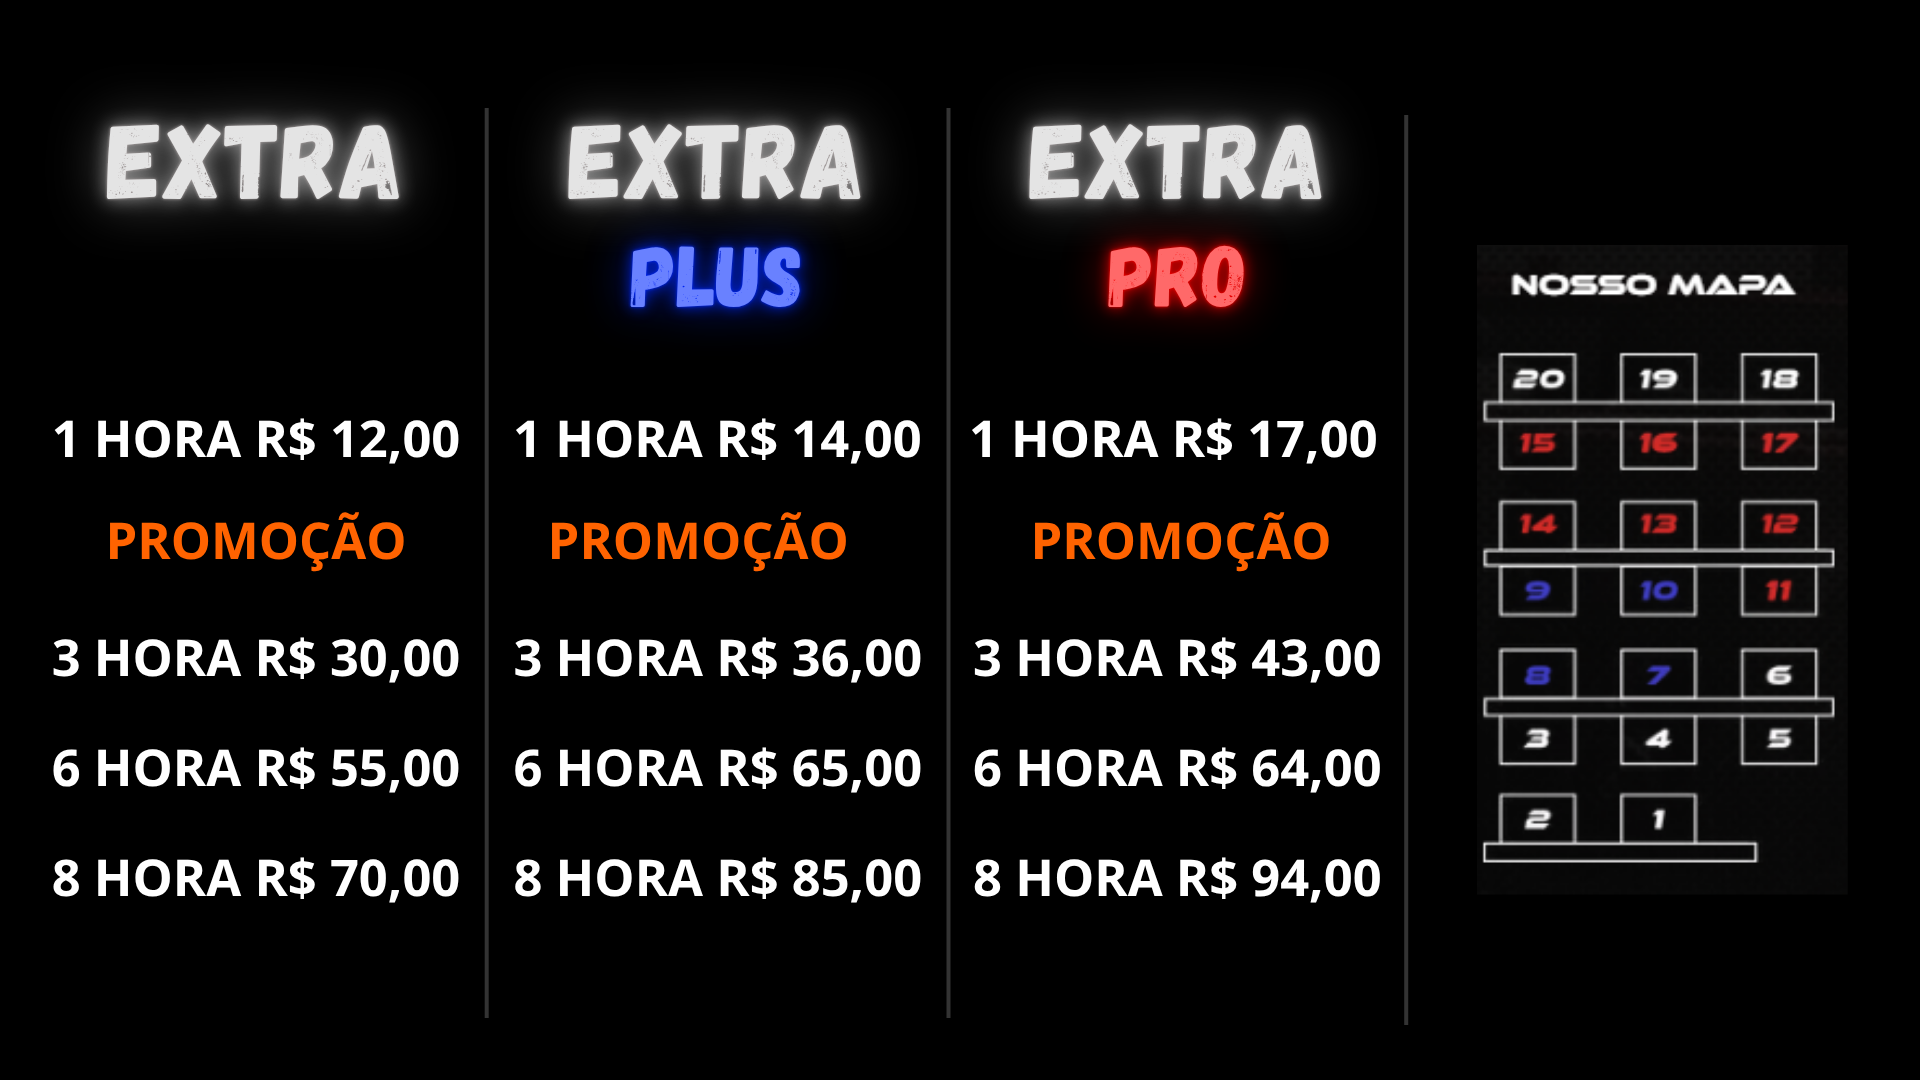 EXTRA
1 HORA R$ 12,00
PROMOÇÃO
3 HORA R$ 30,00
6 HORA R$ 55,00
8 HORA R$ 70,00
EXTRA
PLUS
1 HORA R$ 14,00
PROMOÇÃO
3 HORA R$ 36,00
6 HORA R$ 65,00
8 HORA R$ 85,00
EXTRA
PRO
1 HORA R$ 17,00
PROMOÇÃO
3 HORA R$ 43,00
6 HORA R$ 64,00
8 HORA R$ 94,00
NOSSO MAPA
20 19 18
15 16 17
14 13 12
9 10 11
8 7 6
3 4 5
2 1